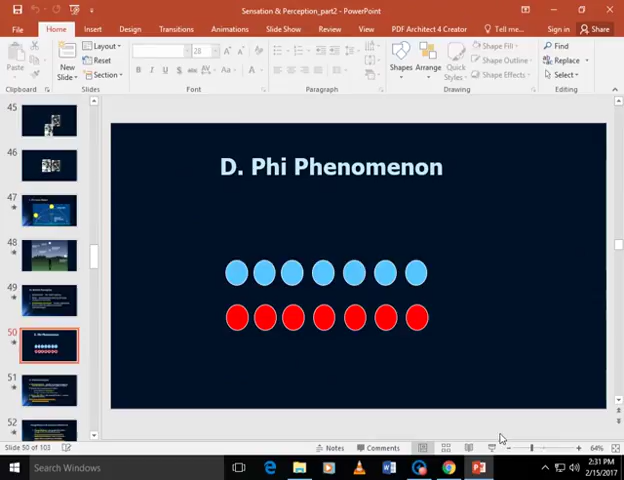 Sensation & Perception_part2 - PowerPoint
File Home Insert Design Transitions Animations Slide Show Review View PDF Architect 4 Creator Tell me... Sign in Share
Paste
New
Slide
Layout
Reset
Section
28
B I U S
Shapes
Arrange
Quick
Styles
Shape Fill
Shape Outline
Shape Effects
Find
Replace
Select
Clipboard Slides Font Paragraph Drawing Editing
45
46
47
48
49
50
51
52
D. Phi Phenomenon
Slide 50 of 103 Notes Comments 64%
Search Windows
2:31 PM
2/15/2017